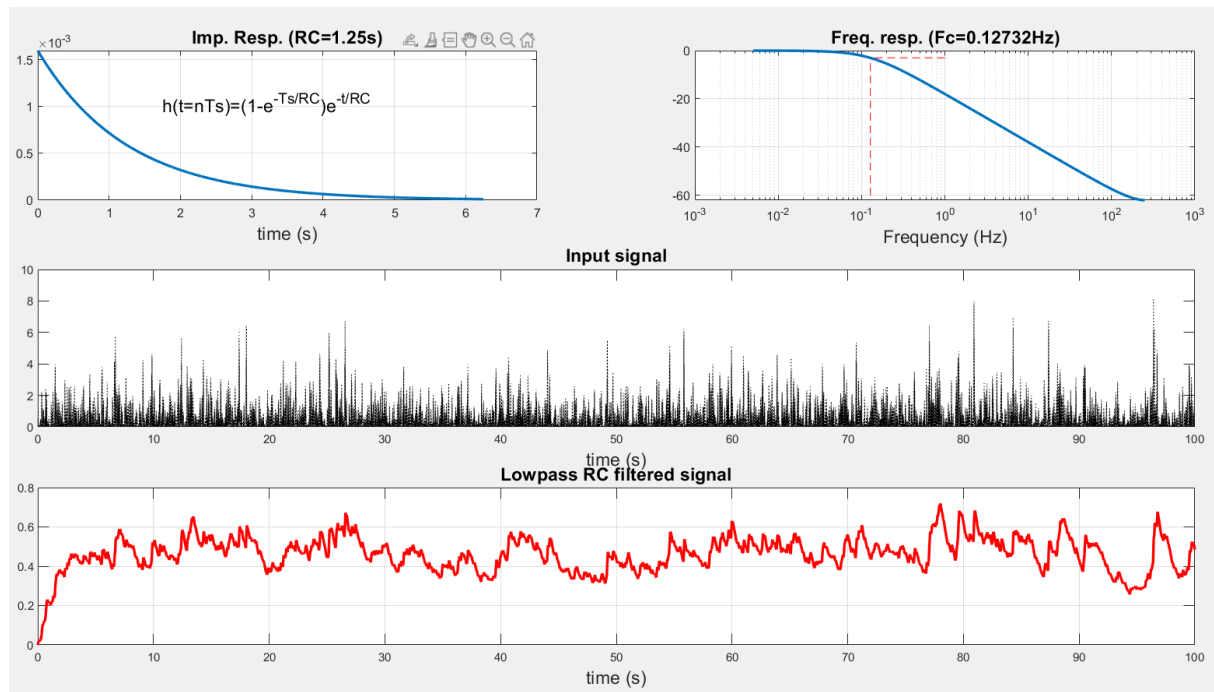 Imp. Resp. (RC=1.25s)
×10-3
1.5
1
0.5
0
h(t=nTs)=(1-e-Ts/RC)e-t/RC
0 1 2 3 4 5 6 7
time (s)
Freq. resp. (Fc=0.12732Hz)
0
-20
-40
-60
10-3 10-2 10-1 100 101 102 103
Frequency (Hz)
Input signal
10
8
6
4
2
0
0 10 20 30 40 50 60 70 80 90 100
time (s)
Lowpass RC filtered signal
0.8
0.6
0.4
0.2
0
0 10 20 30 40 50 60 70 80 90 100
time (s)